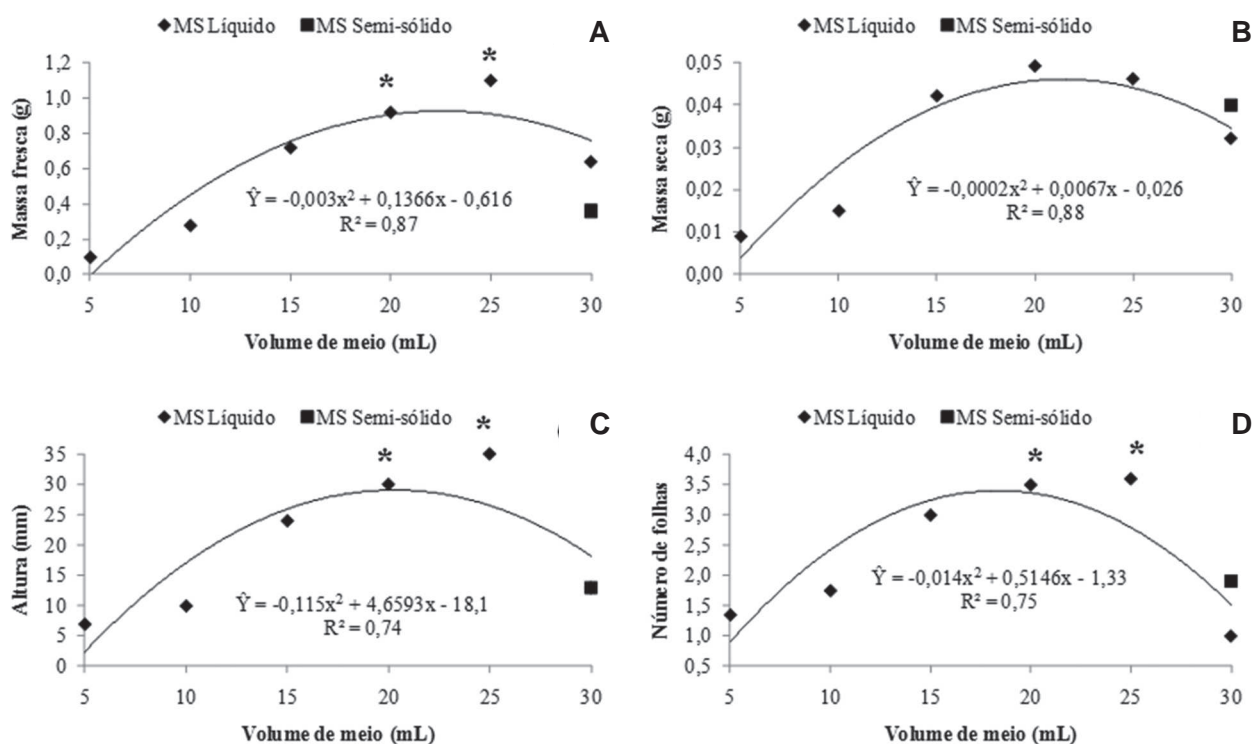 ◆MS Líquido ■MS Semi-sólido
A
1,2
1,0
0,8
0,6
0,4
0,2
0,0
Massa fresca (g)
*
*
Ŷ = -0,003x² + 0,1366x - 0,616
R² = 0,87
5 10 15 20 25 30
Volume de meio (mL)
◆MS Líquido ■MS Semi-sólido
B
0,05
0,04
0,03
0,02
0,01
0,00
Massa seca (g)
Ŷ = -0,0002x² + 0,0067x - 0,026
R² = 0,88
5 10 15 20 25 30
Volume de meio (mL)
◆MS Líquido ■MS Semi-sólido
C
35
30
25
20
15
10
5
0
Altura (mm)
*
*
Ŷ = -0,115x² + 4,6593x - 18,1
R² = 0,74
5 10 15 20 25 30
Volume de meio (mL)
◆MS Líquido ■MS Semi-sólido
D
4,0
3,5
3,0
2,5
2,0
1,5
1,0
0,5
Número de folhas
*
*
Ŷ = -0,014x² + 0,5146x - 1,33
R² = 0,75
5 10 15 20 25 30
Volume de meio (mL)